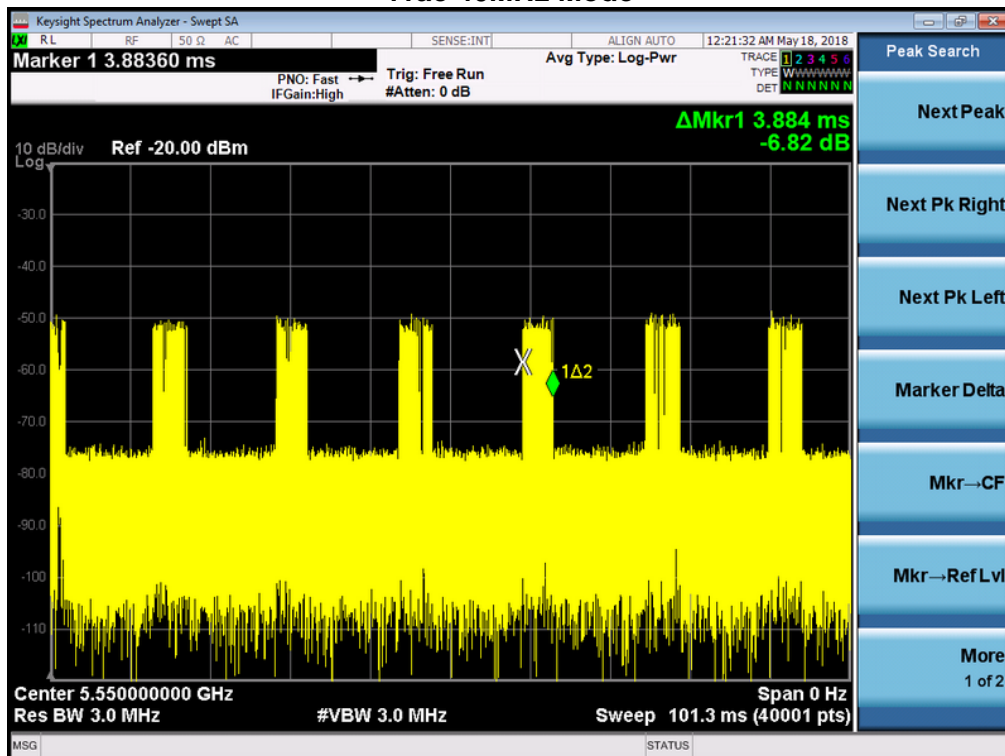 Keysight Spectrum Analyzer - Swept SA
LXI RL RF 50 Ω AC SENSE:INT ALIGN AUTO 12:21:32 AM May 18, 2018
Marker 1 3.88360 ms
PNO: Fast
IFGain:High
Trig: Free Run
#Atten: 0 dB
Avg Type: Log-Pwr
TRACE 1 2 3 4 5 6
TYPE WWWWWW
DET N N N N N N
ΔMkr1 3.884 ms
-6.82 dB
10 dB/div Ref -20.00 dBm
Log
-30.0
-40.0
-50.0
-60.0
-70.0
-80.0
-90.0
-100
-110
X
1Δ2
Center 5.550000000 GHz Span 0 Hz
Res BW 3.0 MHz #VBW 3.0 MHz Sweep 101.3 ms (40001 pts)
MSG STATUS
Peak Search
Next Peak
Next Pk Right
Next Pk Left
Marker Delta
Mkr→CF
Mkr→Ref Lvl
More
1 of 2